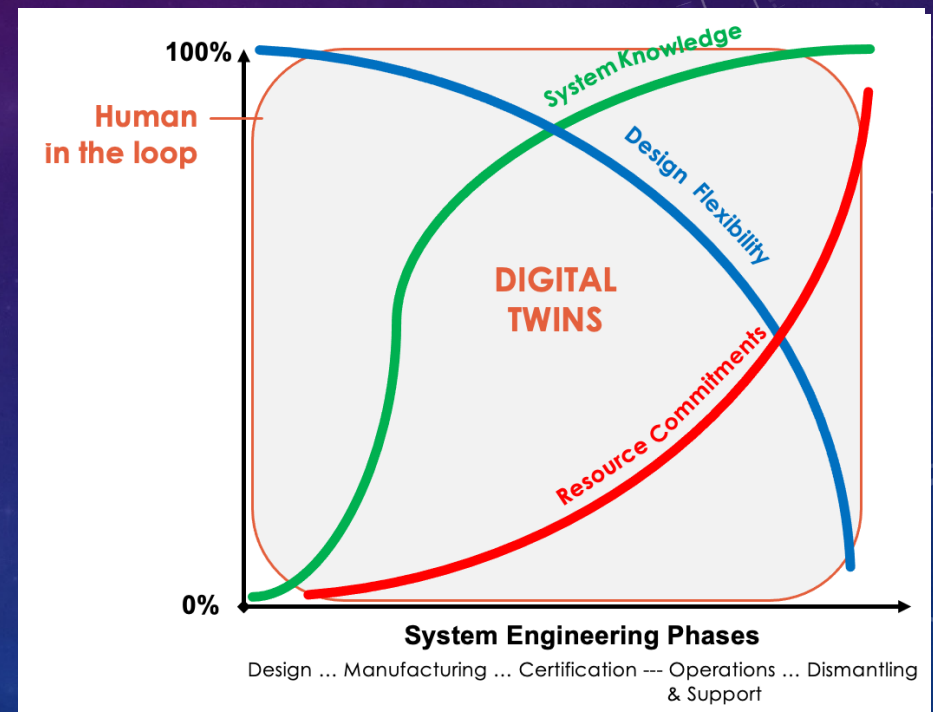 100%
System Knowledge
Human
in the loop
Design Flexibility
DIGITAL
TWINS
Resource Commitments
0%
System Engineering Phases
Design ... Manufacturing ... Certification --- Operations ... Dismantling
& Support